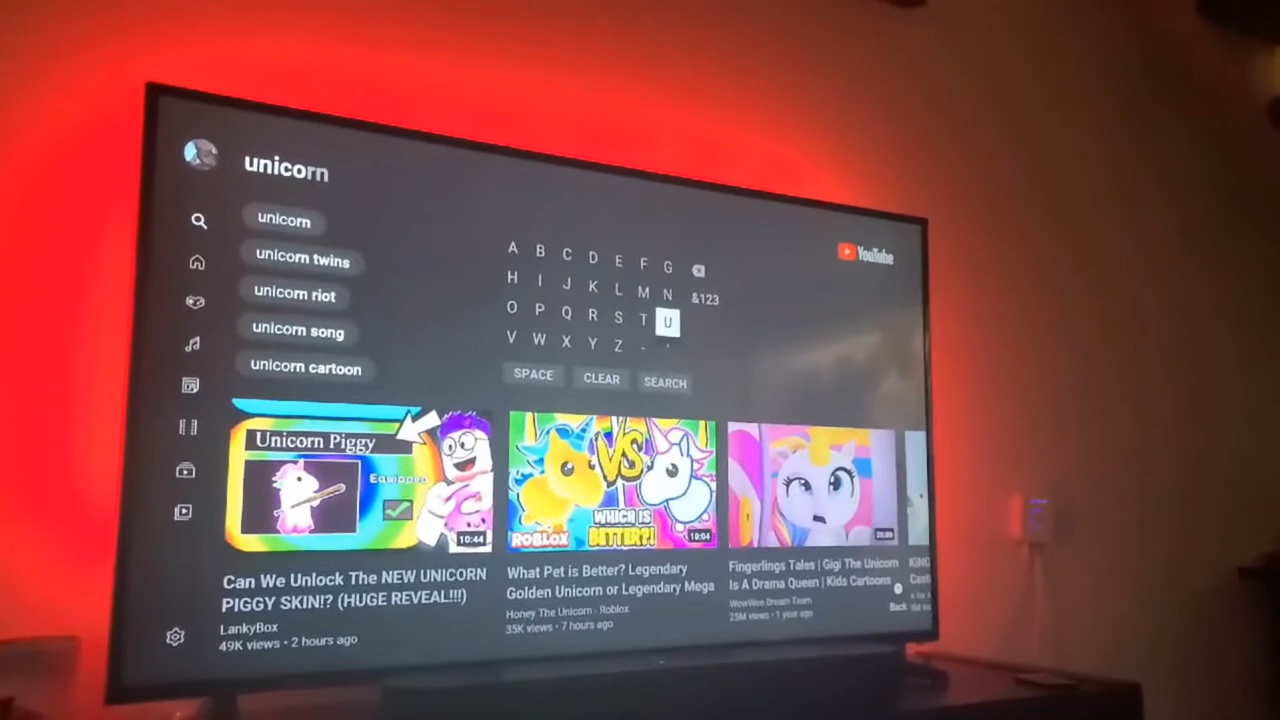 unicorn
unicorn
unicorn twins
unicorn riot
unicorn song
unicorn cartoon
A B C D E F G
H I J K L M N &123
O P Q R S T U
V W X Y Z - '
SPACE CLEAR SEARCH
YouTube
Unicorn Piggy
Equipped
10:44
VS
WHICH IS
BETTER?!
ROBLOX
10:04
Can We Unlock The NEW UNICORN
PIGGY SKIN!? (HUGE REVEAL!!!)
LankyBox
49K views • 2 hours ago
What Pet is Better? Legendary
Golden Unicorn or Legendary Mega
Honey The Unicorn - Roblox
35K views • 7 hours ago
Fingerlings Tales | Gigi The Unicorn
Is A Drama Queen | Kids Cartoons
WowWee Dream Team
25M views • 1 year ago
KING
Back